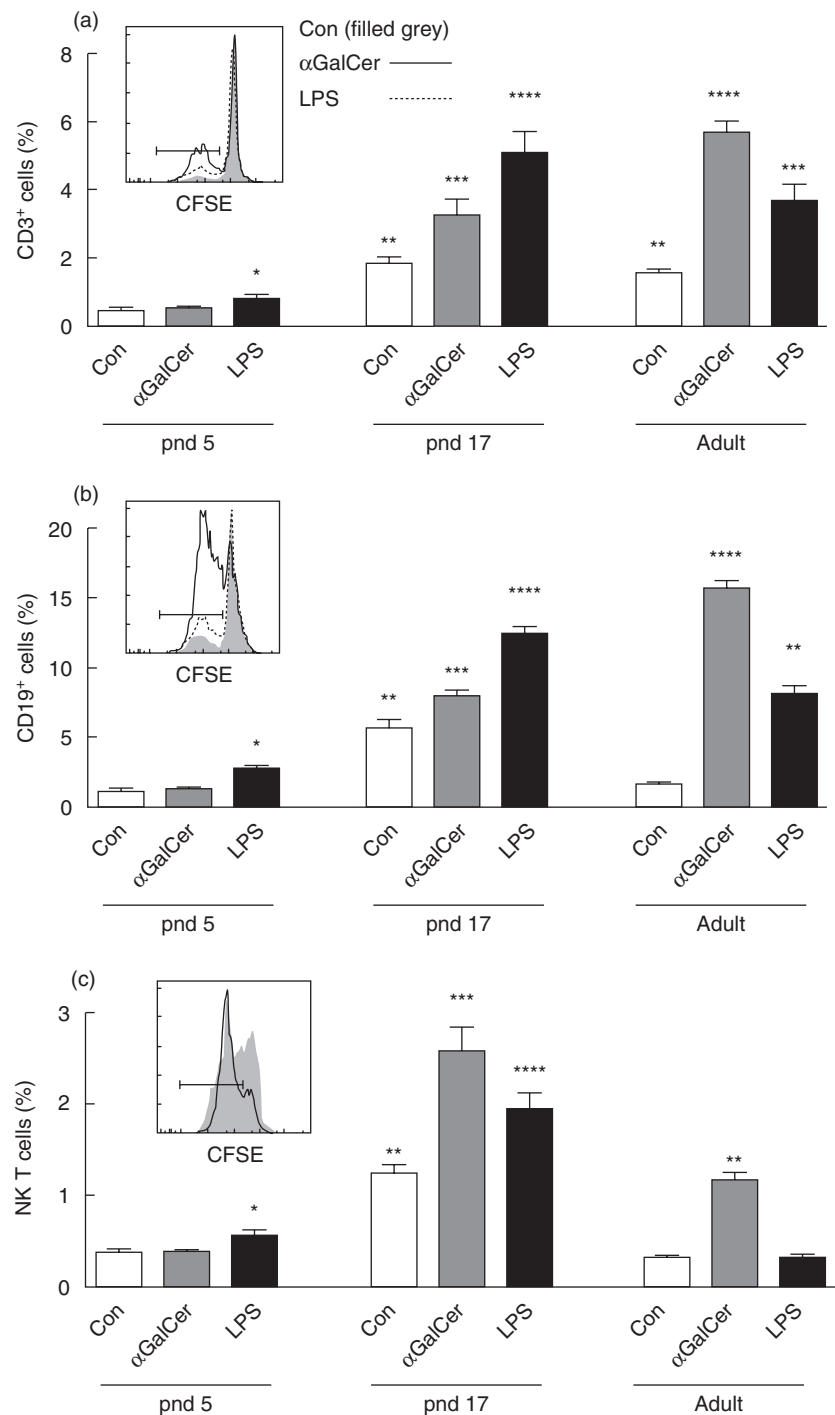 (a)
Con (filled grey)
αGalCer
LPS
CFSE
CD3+ cells (%)
8
6
4
2
0
*
**
***
****
**
****
***
Con
αGalCer
LPS
Con
αGalCer
LPS
Con
αGalCer
LPS
pnd 5
pnd 17
Adult
(b)
CFSE
CD19+ cells (%)
20
15
10
5
0
*
**
***
****
****
**
Con
αGalCer
LPS
Con
αGalCer
LPS
Con
αGalCer
LPS
pnd 5
pnd 17
Adult
(c)
CFSE
NK T cells (%)
3
2
1
0
*
**
***
****
**
Con
αGalCer
LPS
Con
αGalCer
LPS
Con
αGalCer
LPS
pnd 5
pnd 17
Adult